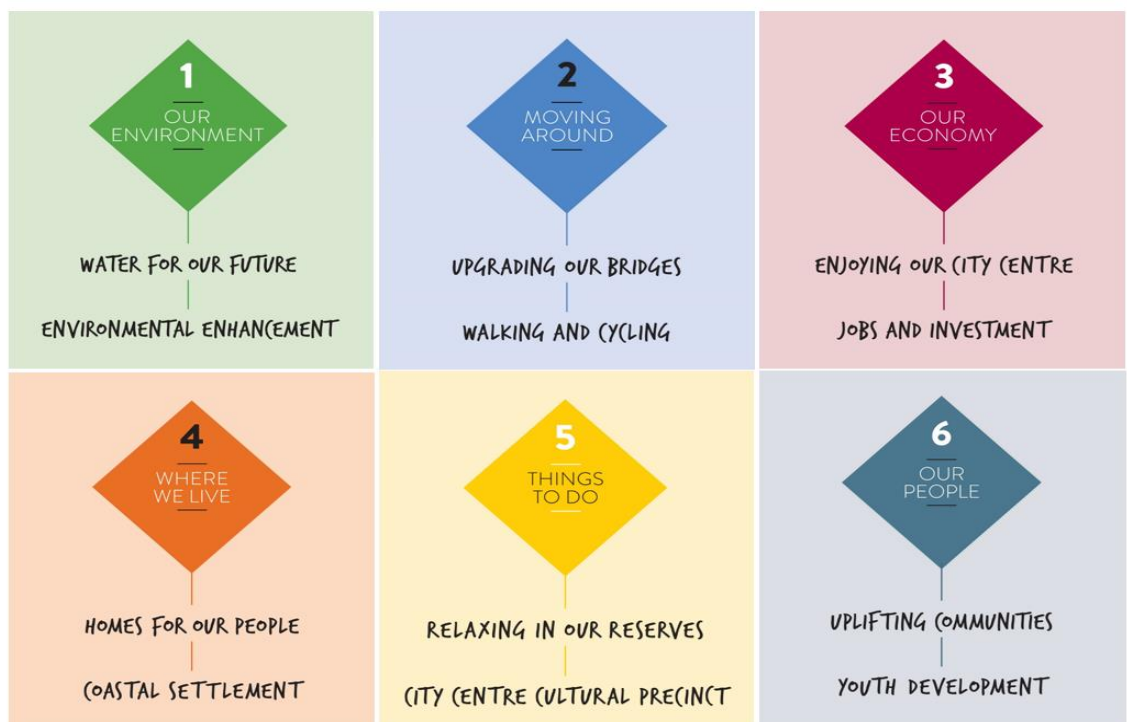 1
OUR
ENVIRONMENT
WATER FOR OUR FUTURE
ENVIRONMENTAL ENHANCEMENT
2
MOVING
AROUND
UPGRADING OUR BRIDGES
WALKING AND CYCLING
3
OUR
ECONOMY
ENJOYING OUR CITY CENTRE
JOBS AND INVESTMENT
4
WHERE
WE LIVE
HOMES FOR OUR PEOPLE
COASTAL SETTLEMENT
5
THINGS
TO DO
RELAXING IN OUR RESERVES
CITY CENTRE CULTURAL PRECINCT
6
OUR
PEOPLE
UPLIFTING COMMUNITIES
YOUTH DEVELOPMENT